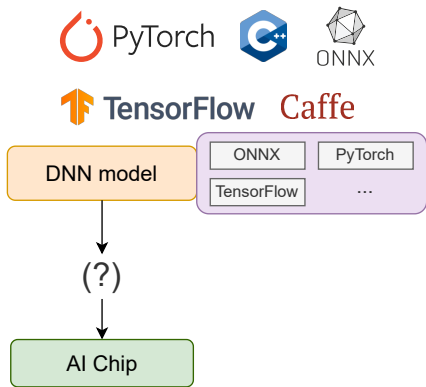 PyTorch
C++
ONNX
TensorFlow
Caffe
DNN model
ONNX
PyTorch
TensorFlow
...
(?)
AI Chip